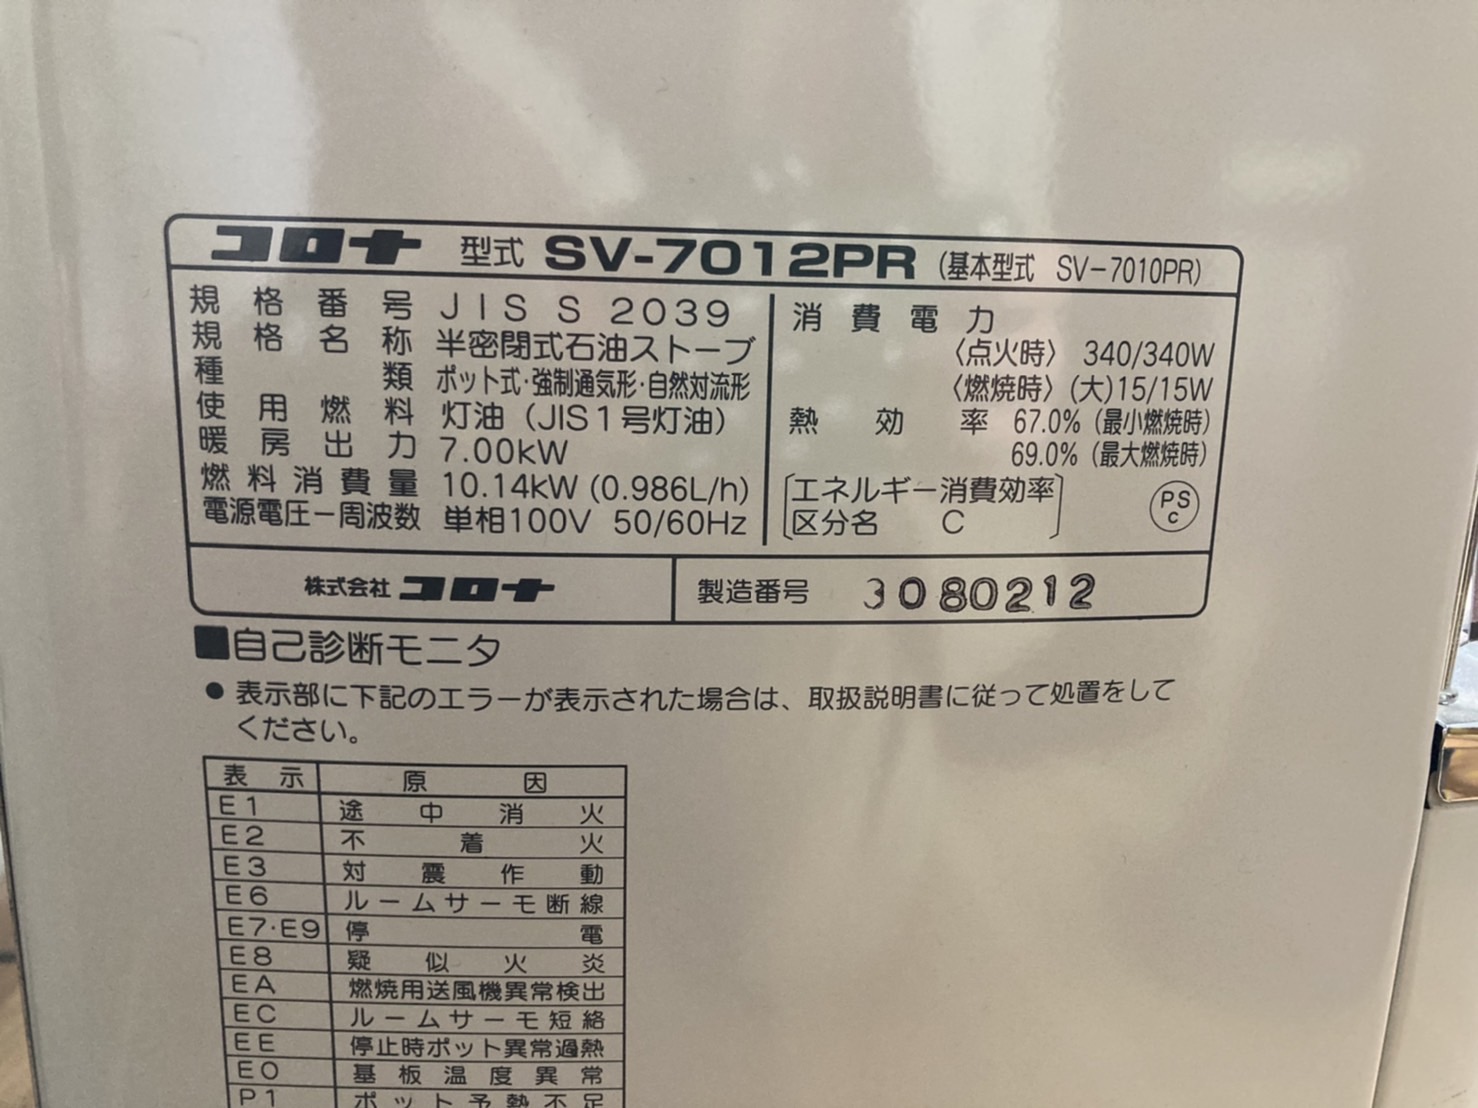 コロナ 型式 SV-7012PR (基本型式 SV-7010PR)
規格番号 JIS S 2039
規格名称 半密閉式石油ストーブ
種類 ポット式・強制通気形・自然対流形
使用燃料 灯油 (JIS1号灯油)
暖房出力 7.00kW
燃料消費量 10.14kW (0.986L/h)
電源電圧-周波数 単相100V 50/60Hz
消費電力
〈点火時〉 340/340W
〈燃焼時〉 (大)15/15W
熱効率 67.0% (最小燃焼時)
69.0% (最大燃焼時)
エネルギー消費効率
区分名 C
PS
C
株式会社 コロナ
製造番号 3080212
■自己診断モニタ
● 表示部に下記のエラーが表示された場合は、取扱説明書に従って処置をして
ください。
表示 原因
E1 途中消火
E2 不着火
E3 対震作動
E6 ルームサーモ断線
E7・E9 停電
E8 疑似火炎
EA 燃焼用送風機異常検出
EC ルームサーモ短絡
EE 停止時ポット異常過熱
E0 基板温度異常
P1 ポット予熱不足